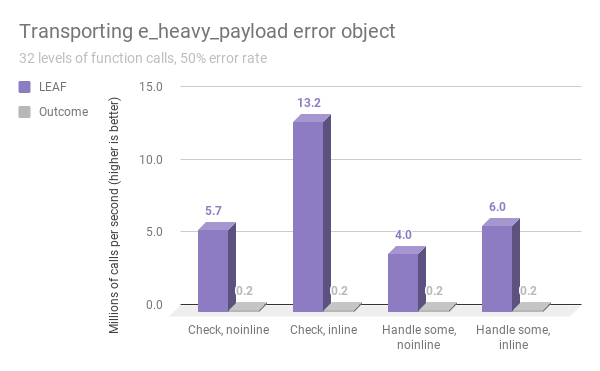 Transporting e_heavy_payload error object
32 levels of function calls, 50% error rate
LEAF
Outcome
Millions of calls per second (higher is better)
15.0
10.0
5.0
0.0
5.7
0.2
13.2
0.2
4.0
0.2
6.0
0.2
Check, noinline
Check, inline
Handle some,
noinline
Handle some,
inline